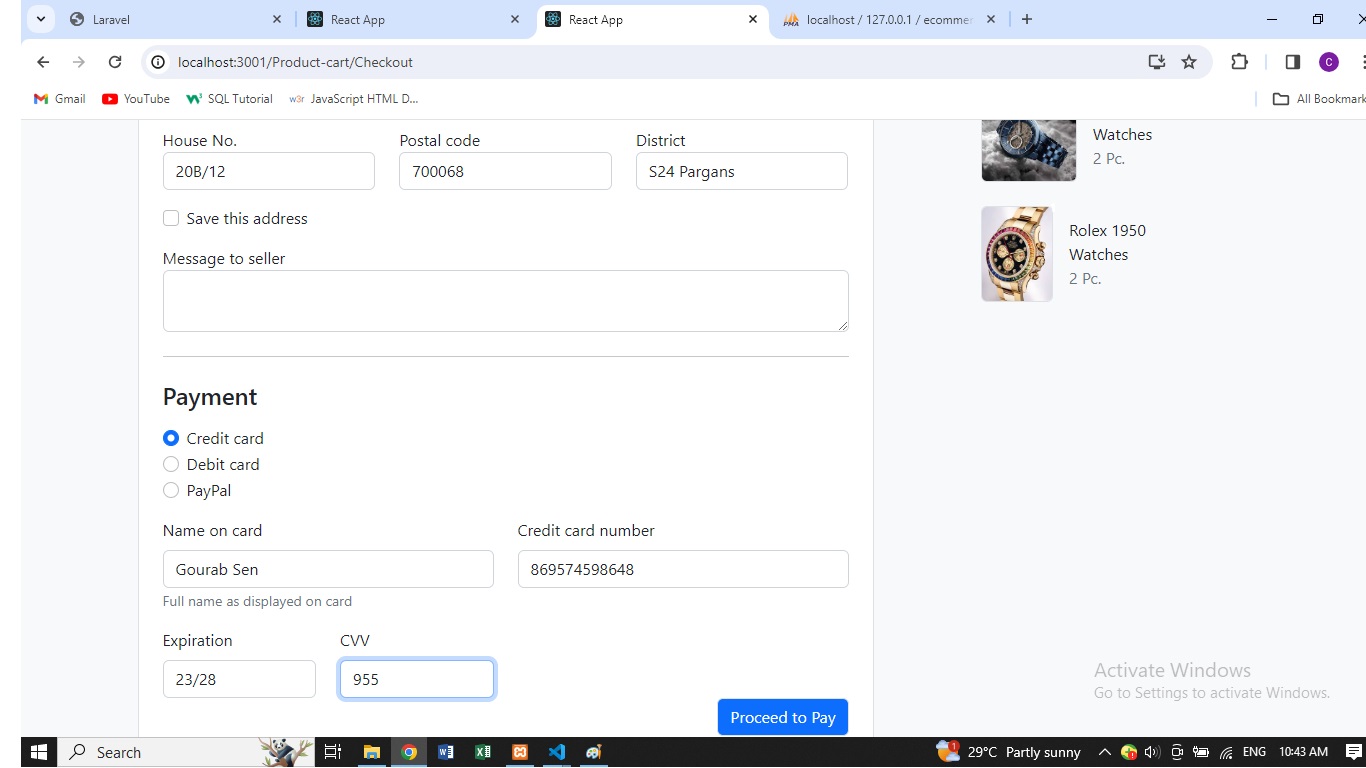 Laravel
React App
React App
PMA
localhost / 127.0.0.1 / ecommer
localhost:3001/Product-cart/Checkout
C
Gmail
YouTube
SQL Tutorial
w3r
JavaScript HTML D...
All Bookmark
House No.
Postal code
District
20B/12
700068
S24 Pargans
Save this address
Message to seller
Watches
2 Pc.
Rolex 1950
Watches
2 Pc.
Payment
Credit card
Debit card
PayPal
Name on card
Credit card number
Gourab Sen
869574598648
Full name as displayed on card
Expiration
CVV
23/28
955
Proceed to Pay
Activate Windows
Go to Settings to activate Windows.
Search
1
29°C Partly sunny
ENG
10:43 AM